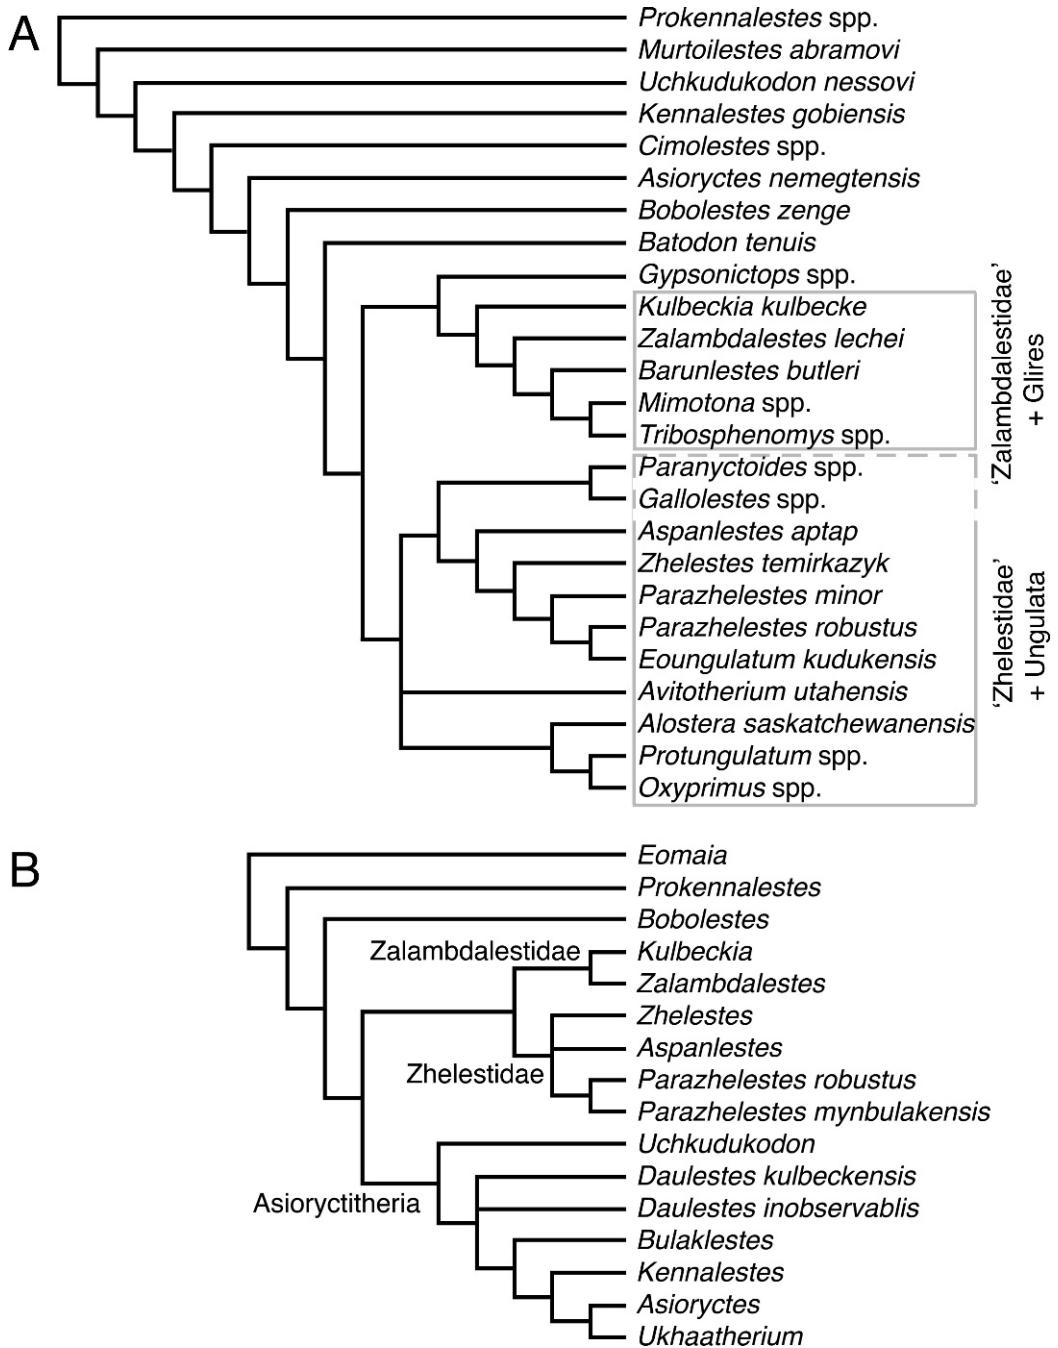 A
Prokennalestes spp.
Murtoilestes abramovi
Uchkudukodon nessovi
Kennalestes gobiensis
Cimolestes spp.
Asioryctes nemegtensis
Bobolestes zenge
Batodon tenuis
Gypsonictops spp.
Kulbeckia kulbecke
Zalambdalestes lechei
Barunlestes butleri
Mimotona spp.
Tribosphenomys spp.
'Zalambdalestidae'
+ Glires
Paranyctoides spp.
Gallolestes spp.
Aspanlestes aptap
Zhelestes temirkazyk
Parazhelestes minor
Parazhelestes robustus
Eoungulatum kudukensis
Avitotherium utahensis
Alostera saskatchewanensis
Protungulatum spp.
Oxyprimus spp.
'Zhelestidae'
+ Ungulata
B
Eomaia
Prokennalestes
Bobolestes
Zalambdalestidae
Kulbeckia
Zalambdalestes
Zhelestes
Aspanlestes
Zhelestidae
Parazhelestes robustus
Parazhelestes mynbulakensis
Uchkudukodon
Daulestes kulbeckensis
Asioryctitheria
Daulestes inobservablis
Bulaklestes
Kennalestes
Asioryctes
Ukhaatherium